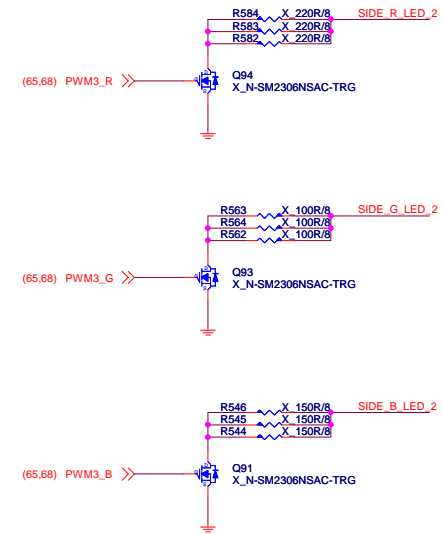 R584 X_220R/8 SIDE_R_LED_2
R583 X_220R/8
R582 X_220R/8
Q94
(65,68) PWM3_R X_N-SM2306NSAC-TRG
R563 X_100R/8 SIDE_G_LED_2
R564 X_100R/8
R562 X_100R/8
Q93
(65,68) PWM3_G X_N-SM2306NSAC-TRG
R546 X_150R/8 SIDE_B_LED_2
R545 X_150R/8
R544 X_150R/8
Q91
(65,68) PWM3_B X_N-SM2306NSAC-TRG